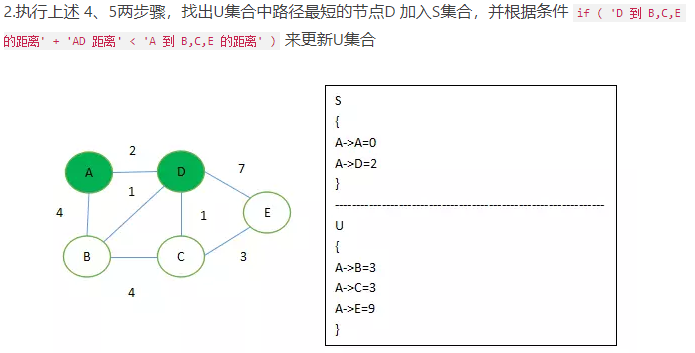 2.执行上述 4、5两步骤，找出U集合中路径最短的节点D 加入S集合，并根据条件 if ( 'D 到 B,C,E
的距离' + 'AD 距离' < 'A 到 B,C,E 的距离' ) 来更新U集合
S
{
A->A=0
A->D=2
}
--------------------------------------------------------------
U
{
A->B=3
A->C=3
A->E=9
}
2
7
A
D
1
4
1
E
B
C
3
4